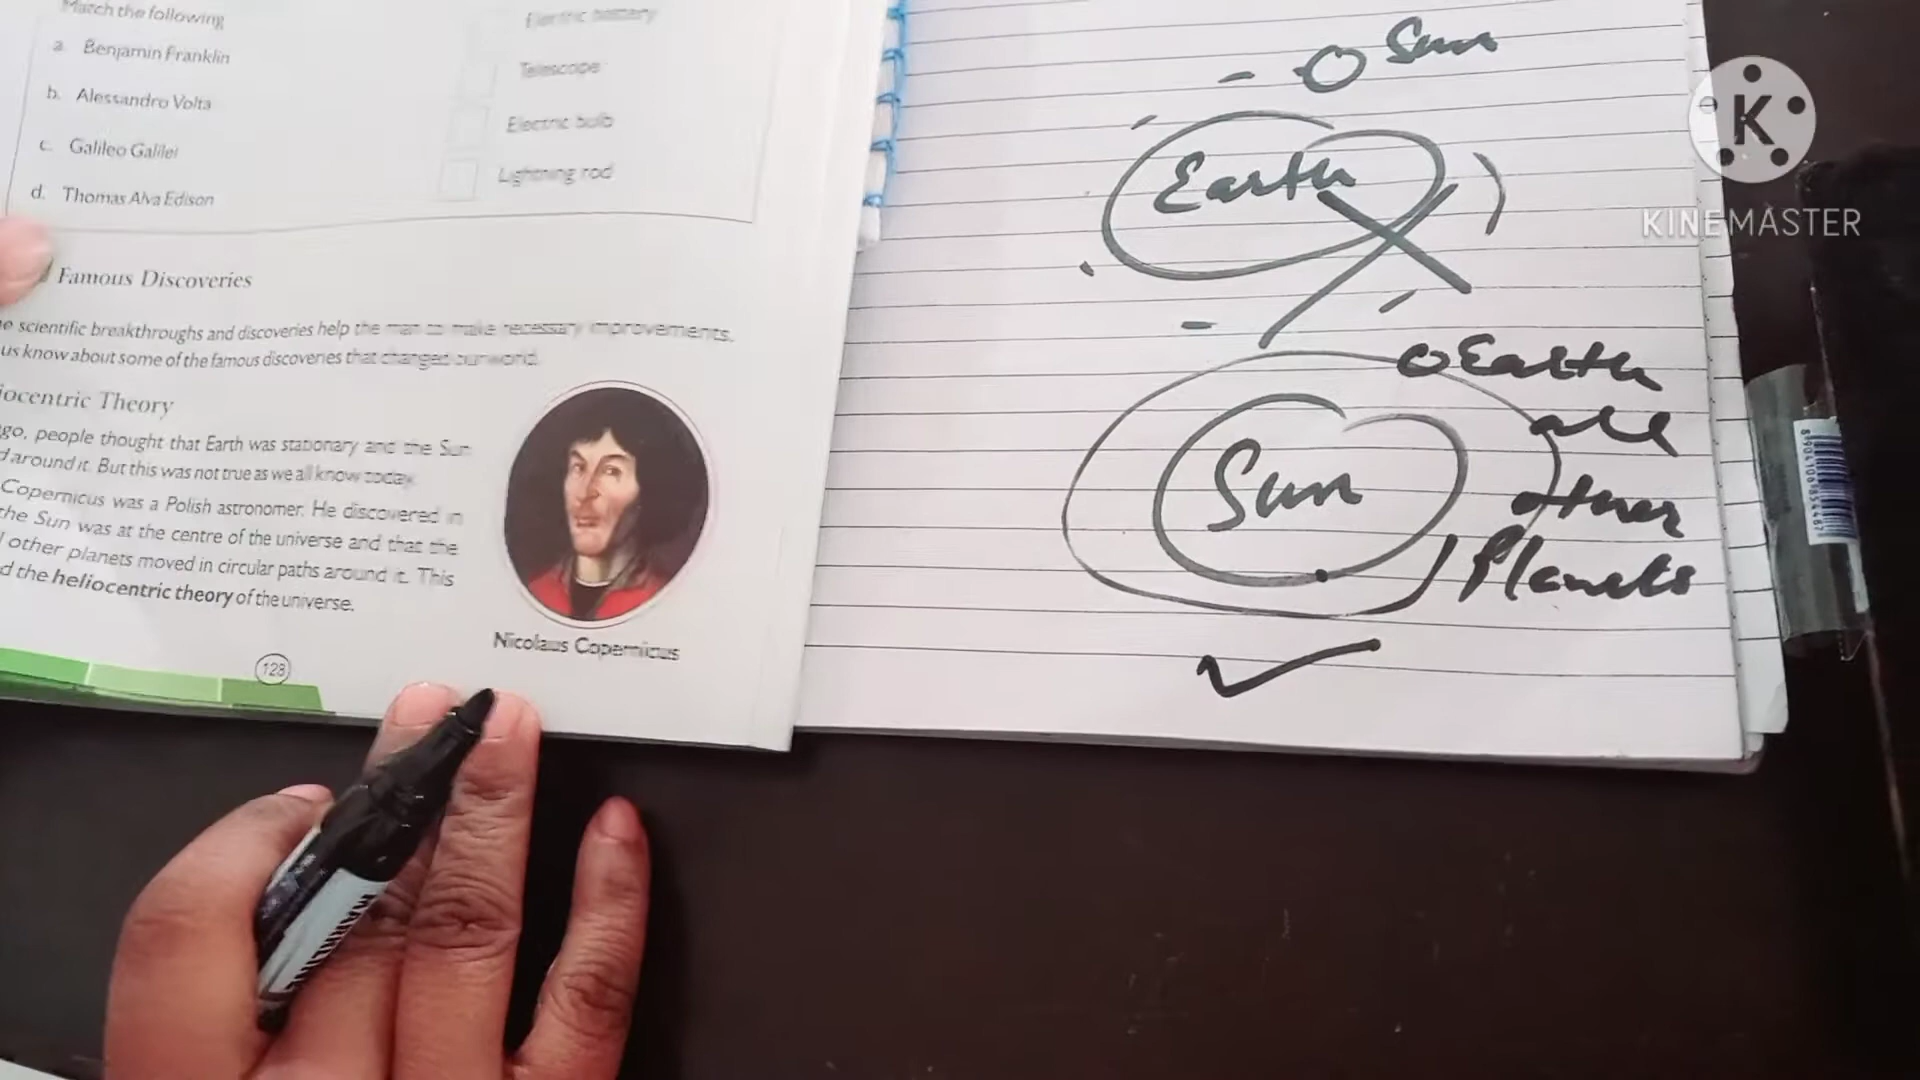 Match the following
a. Benjamin Franklin
b. Alessandro Volta
c. Galileo Galilei
d. Thomas Alva Edison
Electric battery
Telescope
Electric bulb
Lightning rod
Famous Discoveries
scientific breakthroughs and discoveries help the man to make necessary improvements.
us know about some of the famous discoveries that changed our world.
iocentric Theory
go, people thought that Earth was stationary and the Sun
d around it. But this was not true as we all know today.
Copernicus was a Polish astronomer. He discovered in
the Sun was at the centre of the universe and that the
other planets moved in circular paths around it. This
d the heliocentric theory of the universe.
Nicolaus Copernicus
128
Sun
Earth
Earth
all
other
Planets
Sun
K
KINEMASTER